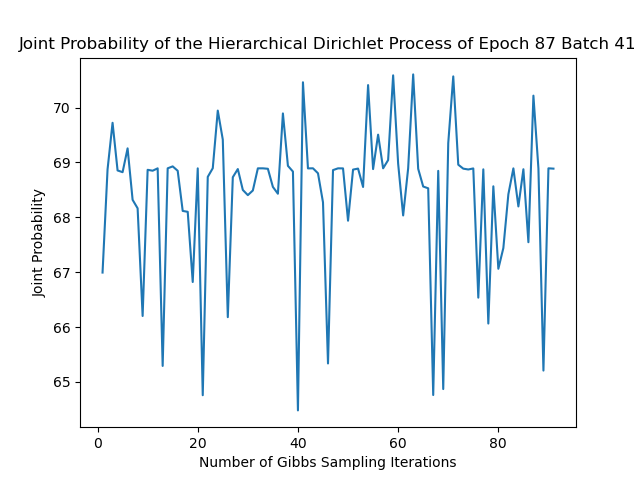 Joint Probability of the Hierarchical Dirichlet Process of Epoch 87 Batch 41
70
69
68
67
66
65
Joint Probability
0 20 40 60 80
Number of Gibbs Sampling Iterations